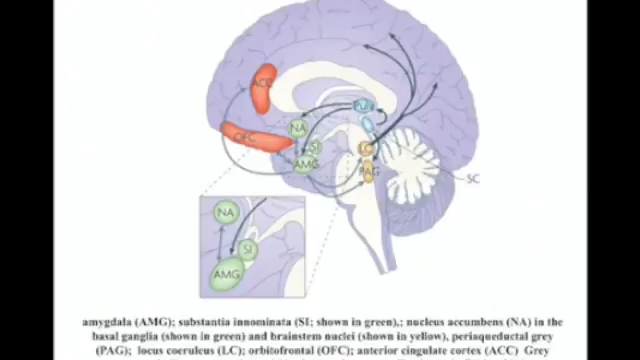 ACC
PUL
OFC
NA
SI
LC
AMG
PAG
SC
NA
SI
AMG
amygdala (AMG); substantia innominata (SI; shown in green),; nucleus accumbens (NA) in the
basal ganglia (shown in green) and brainstem nuclei (shown in yellow), periaqueductal grey
(PAG); locus coeruleus (LC); orbitofrontal (OFC); anterior cingulate cortex (ACC) Grey